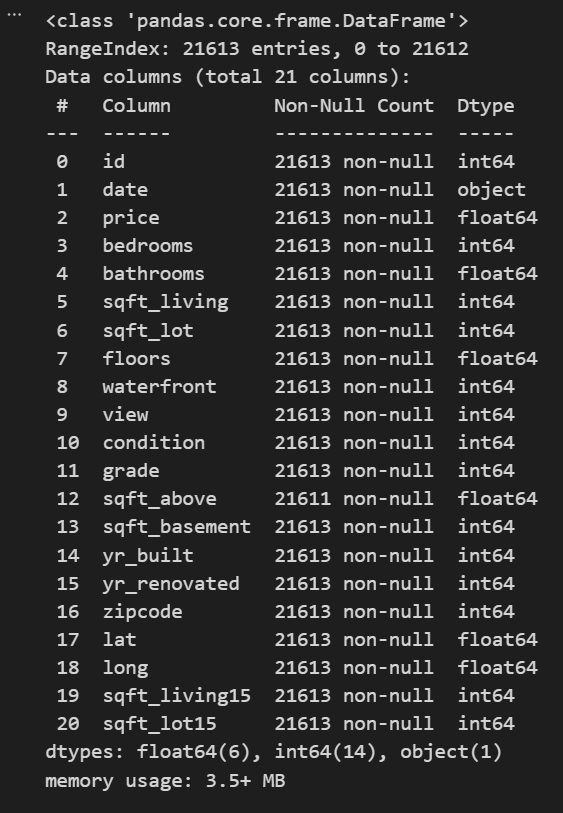 ...
<class 'pandas.core.frame.DataFrame'>
RangeIndex: 21613 entries, 0 to 21612
Data columns (total 21 columns):
 #   Column         Non-Null Count  Dtype
---  ------         --------------  -----
 0   id             21613 non-null  int64
 1   date           21613 non-null  object
 2   price          21613 non-null  float64
 3   bedrooms       21613 non-null  int64
 4   bathrooms      21613 non-null  float64
 5   sqft_living    21613 non-null  int64
 6   sqft_lot       21613 non-null  int64
 7   floors         21613 non-null  float64
 8   waterfront     21613 non-null  int64
 9   view           21613 non-null  int64
 10  condition      21613 non-null  int64
 11  grade          21613 non-null  int64
 12  sqft_above     21611 non-null  float64
 13  sqft_basement  21613 non-null  int64
 14  yr_built       21613 non-null  int64
 15  yr_renovated   21613 non-null  int64
 16  zipcode        21613 non-null  int64
 17  lat            21613 non-null  float64
 18  long           21613 non-null  float64
 19  sqft_living15  21613 non-null  int64
 20  sqft_lot15     21613 non-null  int64
dtypes: float64(6), int64(14), object(1)
memory usage: 3.5+ MB